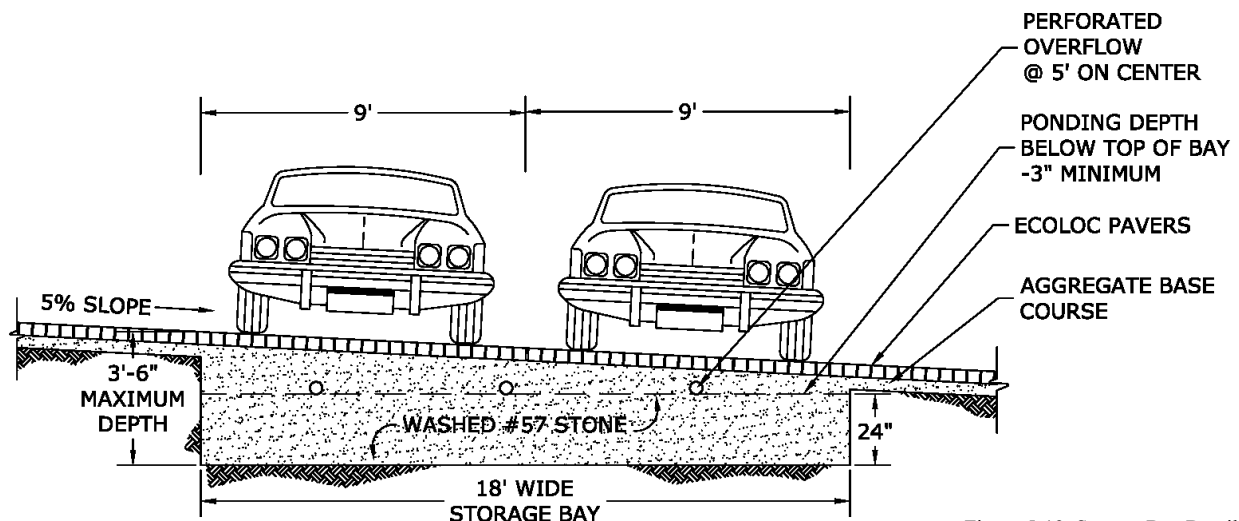 PERFORATED
OVERFLOW
@ 5' ON CENTER
9'
9'
PONDING DEPTH
BELOW TOP OF BAY
-3" MINIMUM
ECOLOC PAVERS
5% SLOPE
AGGREGATE BASE
COURSE
3'-6"
MAXIMUM
DEPTH
WASHED #57 STONE
24"
18' WIDE
STORAGE BAY